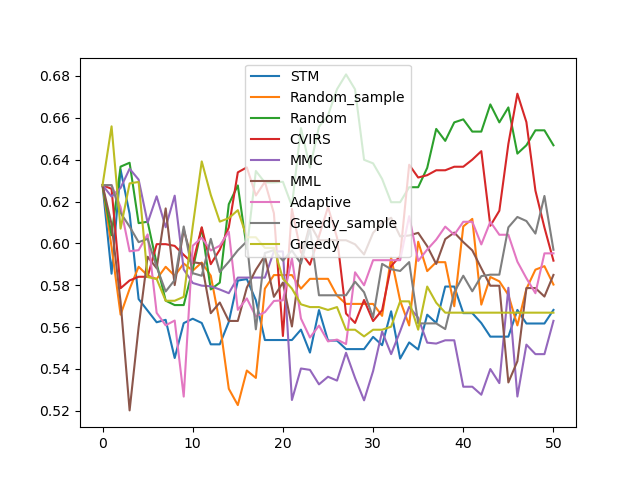 0.68
0.66
0.64
0.62
0.60
0.58
0.56
0.54
0.52
STM
Random_sample
Random
CVIRS
MMC
MML
Adaptive
Greedy_sample
Greedy
0 10 20 30 40 50